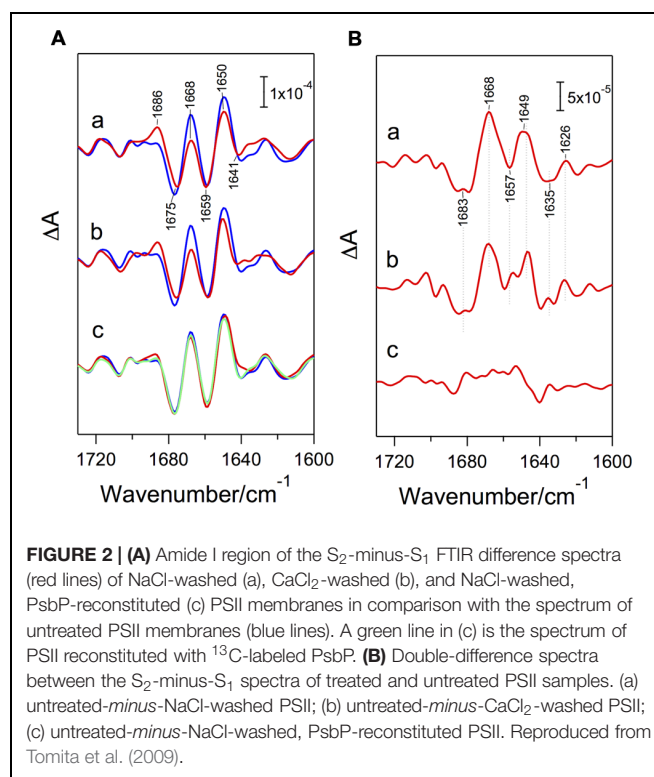 A
B
1686
1668
1650
1x10⁻⁴
a
1641
1675
1659
b
c
ΔA
1720 1680 1640 1600
Wavenumber/cm⁻¹
1668
1649
1626
5x10⁻⁵
a
1683
1657
1635
b
c
ΔA
1720 1680 1640 1600
Wavenumber/cm⁻¹
FIGURE 2 | (A) Amide I region of the S₂-minus-S₁ FTIR difference spectra
(red lines) of NaCl-washed (a), CaCl₂-washed (b), and NaCl-washed,
PsbP-reconstituted (c) PSII membranes in comparison with the spectrum of
untreated PSII membranes (blue lines). A green line in (c) is the spectrum of
PSII reconstituted with ¹³C-labeled PsbP. (B) Double-difference spectra
between the S₂-minus-S₁ spectra of treated and untreated PSII samples. (a)
untreated-minus-NaCl-washed PSII; (b) untreated-minus-CaCl₂-washed PSII;
(c) untreated-minus-NaCl-washed, PsbP-reconstituted PSII. Reproduced from
Tomita et al. (2009).